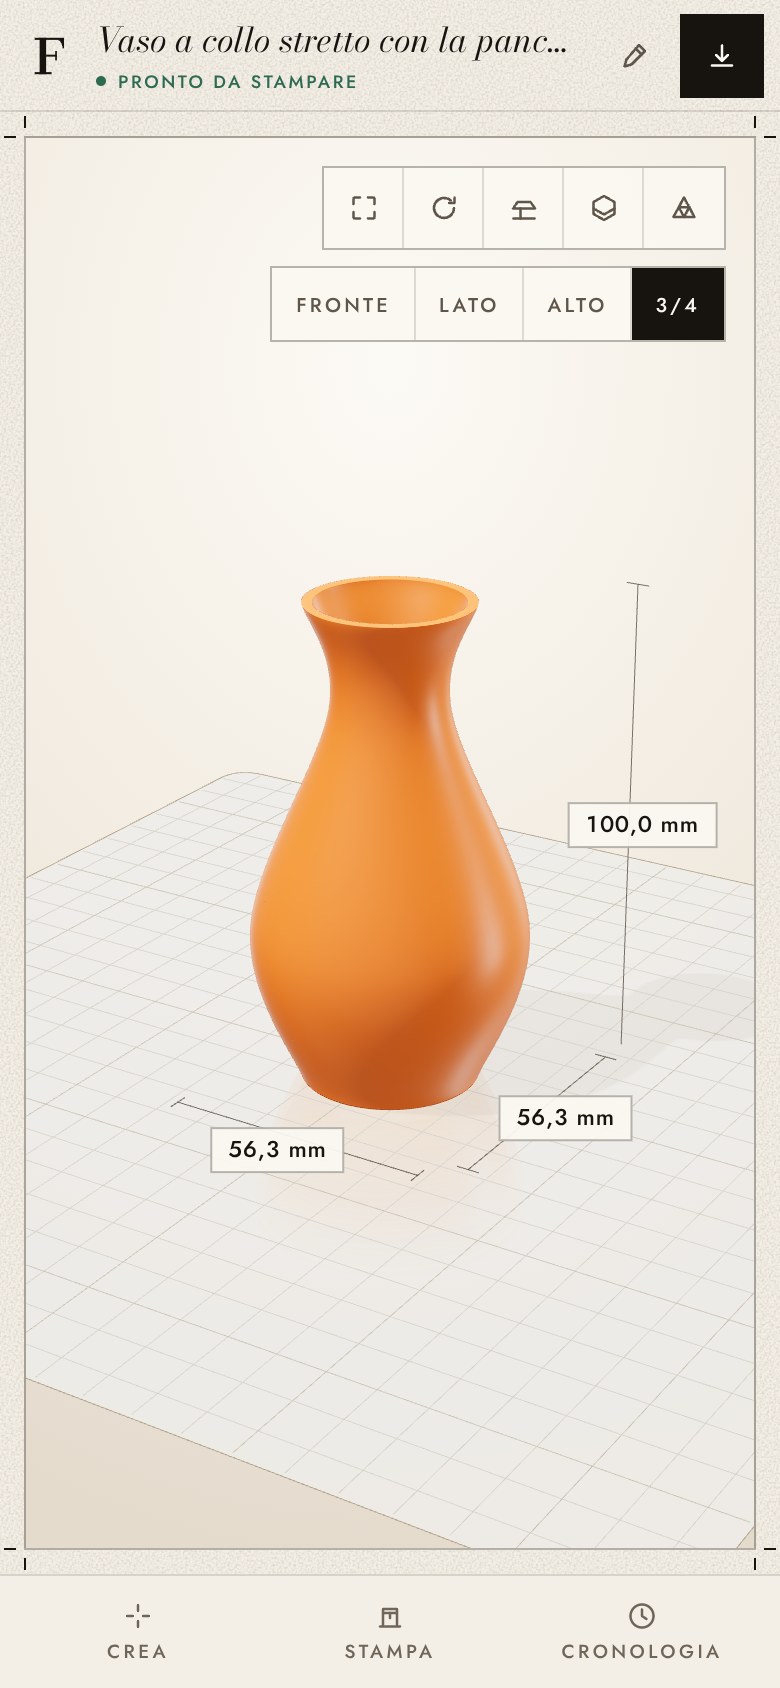 F
Vaso a collo stretto con la panc...
PRONTO DA STAMPARE
FRONTE LATO ALTO 3/4
100,0 mm
56,3 mm
56,3 mm
CREA STAMPA CRONOLOGIA